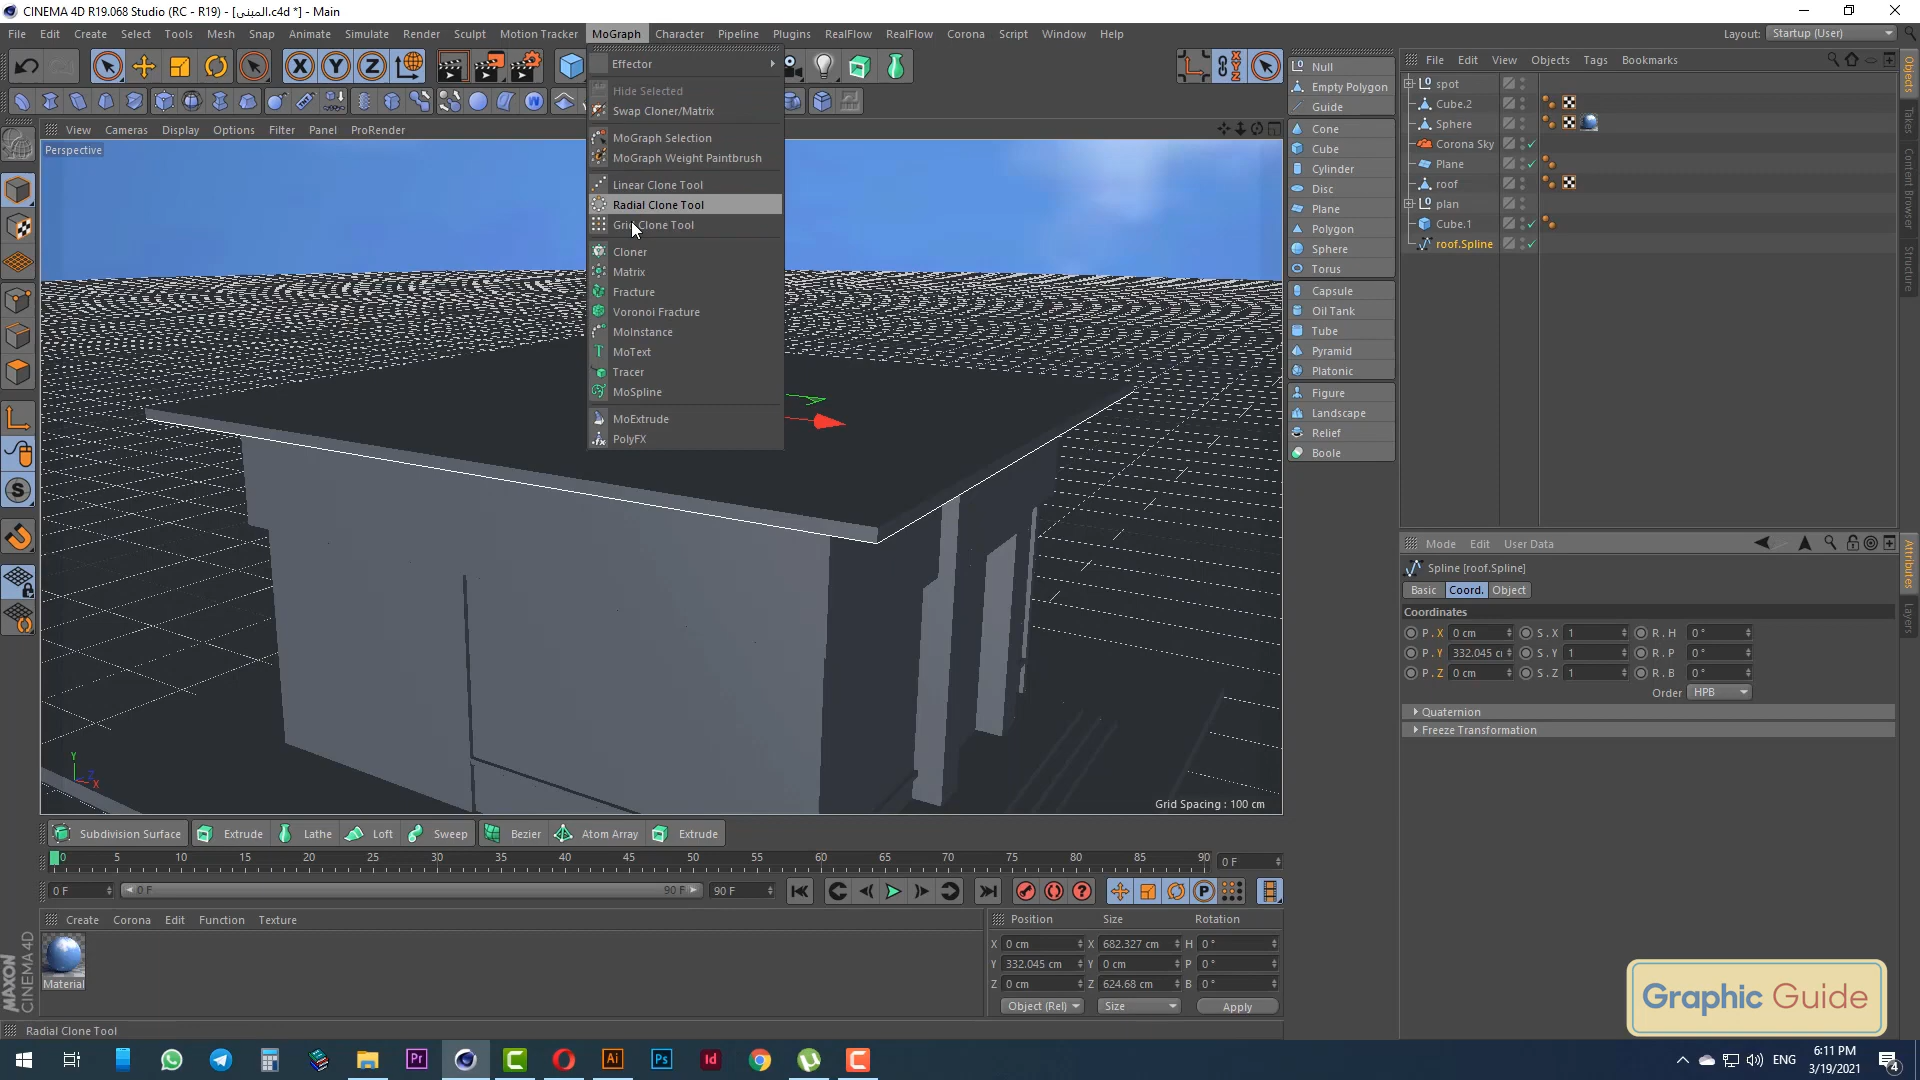 CINEMA 4D R19.068 Studio (RC - R19) - [المبنى.c4d *] - Main
File Edit Create Select Tools Mesh Snap Animate Simulate Render Sculpt Motion Tracker MoGraph Character Pipeline Plugins RealFlow RealFlow Corona Script Window Help
Layout: Startup (User)
Effector
Hide Selected
Swap Cloner/Matrix
MoGraph Selection
MoGraph Weight Paintbrush
Linear Clone Tool
Radial Clone Tool
Grid Clone Tool
Cloner
Matrix
Fracture
Voronoi Fracture
MoInstance
MoText
Tracer
MoSpline
MoExtrude
PolyFX
View Cameras Display Options Filter Panel ProRender
Perspective
Grid Spacing : 100 cm
Null
Empty Polygon
Guide
Cone
Cube
Cylinder
Disc
Plane
Polygon
Sphere
Torus
Capsule
Oil Tank
Tube
Pyramid
Platonic
Figure
Landscape
Relief
Boole
File Edit View Objects Tags Bookmarks
spot
Cube.2
Sphere
Corona Sky
Plane
roof
plan
Cube.1
roof.Spline
Objects
Takes
Content Browser
Structure
Mode Edit User Data
Spline [roof.Spline]
Basic Coord. Object
Coordinates
P . X 0 cm S . X 1 R . H 0 °
P . Y 332.045 c S . Y 1 R . P 0 °
P . Z 0 cm S . Z 1 R . B 0 °
Order HPB
Quaternion
Freeze Transformation
Attributes
Layers
Subdivision Surface Extrude Lathe Loft Sweep Bezier Atom Array Extrude
0 5 10 15 20 25 30 35 40 45 50 55 60 65 70 75 80 85 90 0 F
0 F 0 F 90 F 90 F
Create Corona Edit Function Texture
Material
MAXON
CINEMA 4D
Position Size Rotation
X 0 cm X 682.327 cm H 0 °
Y 332.045 cm Y 0 cm P 0 °
Z 0 cm Z 624.68 cm B 0 °
Object (Rel) Size Apply
Graphic Guide
Radial Clone Tool
ENG
6:11 PM
3/19/2021
4